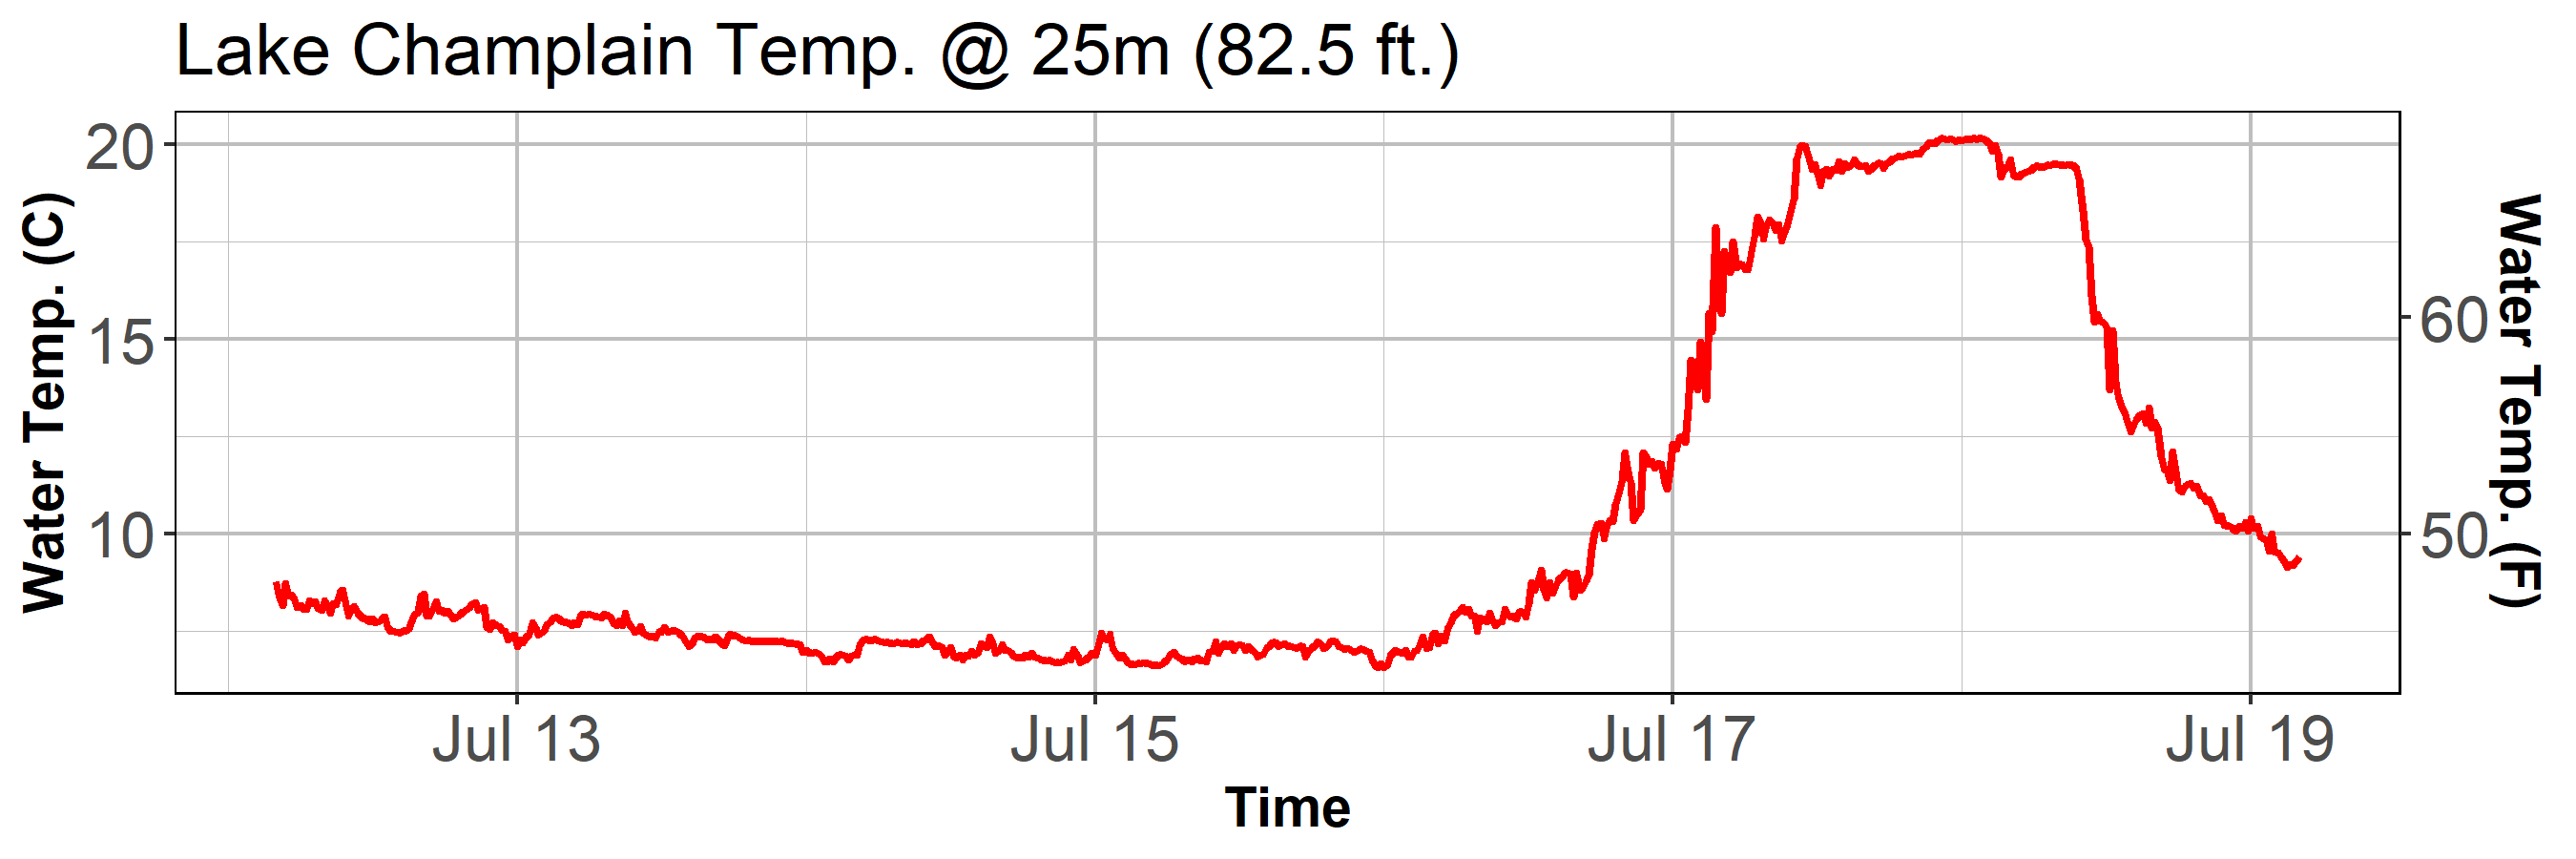 Lake Champlain Temp. @ 25m (82.5 ft.)
Water Temp. (C)
20
15
10
60
50
Water Temp. (F)
Jul 13
Jul 15
Jul 17
Jul 19
Time